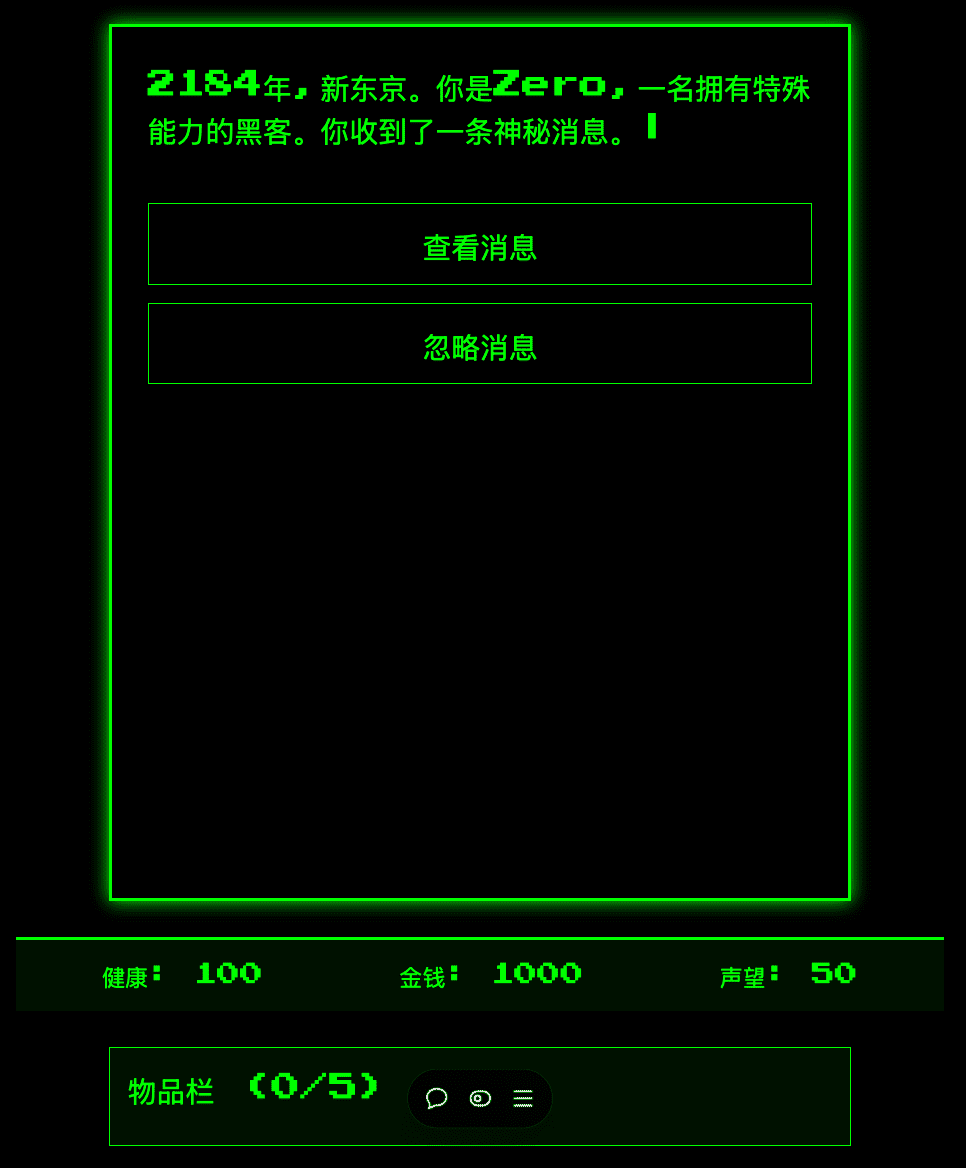 2184年, 新东京。你是Zero, 一名拥有特殊
能力的黑客。你收到了一条神秘消息。
查看消息
忽略消息
健康: 100 金钱: 1000 声望: 50
物品栏 (0/5)